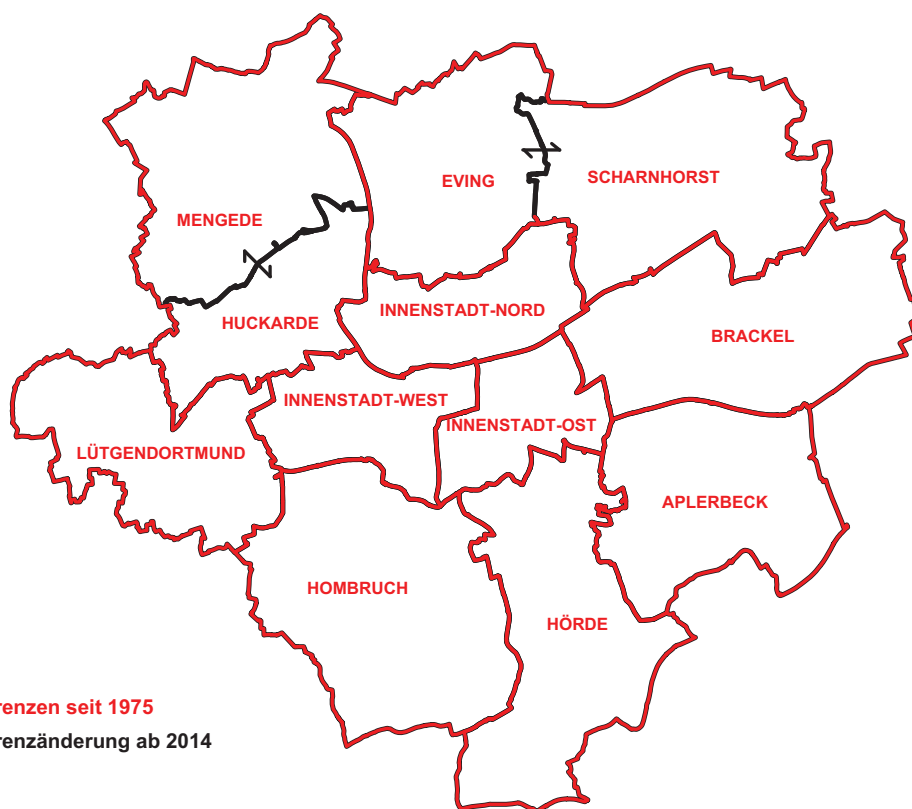 EVING
SCHARNHORST
MENGEDE
INNENSTADT-NORD
HUCKARDE
BRACKEL
INNENSTADT-WEST
INNENSTADT-OST
LÜTGENDORTMUND
APLERBECK
HOMBRUCH
HÖRDE
renzen seit 1975
renzänderung ab 2014